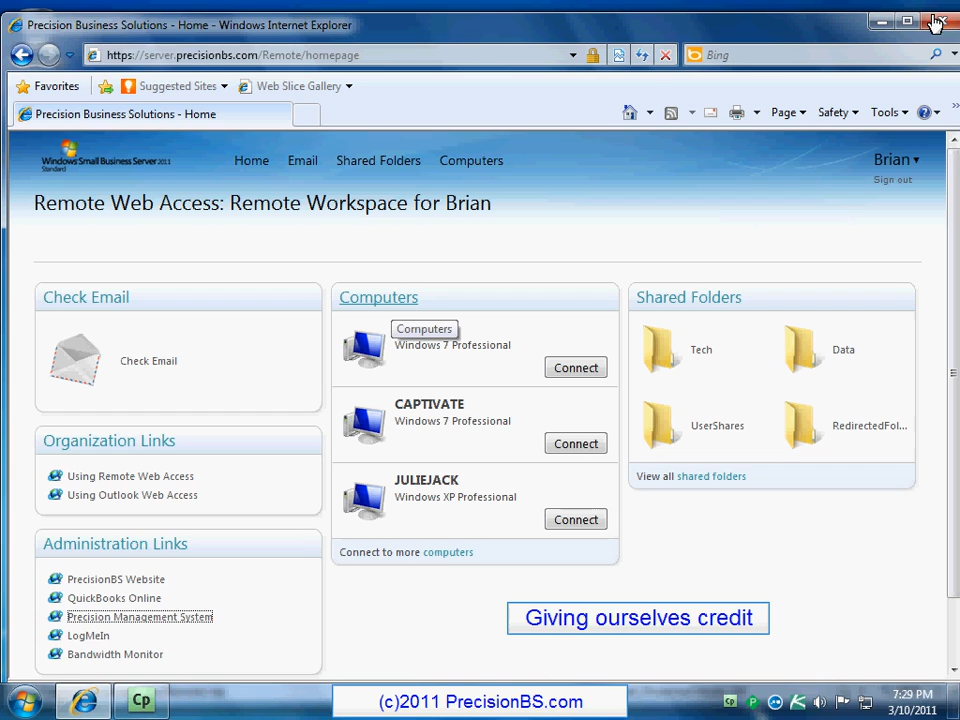 Precision Business Solutions - Home - Windows Internet Explorer
https://server.precisionbs.com/Remote/homepage
Bing
Favorites Suggested Sites Web Slice Gallery
Precision Business Solutions - Home
Page Safety Tools
Windows Small Business Server 2011
Standard
Home Email Shared Folders Computers
Brian
Sign out
Remote Web Access: Remote Workspace for Brian
Check Email
Check Email
Organization Links
Using Remote Web Access
Using Outlook Web Access
Administration Links
PrecisionBS Website
QuickBooks Online
Precision Management System
LogMeIn
Bandwidth Monitor
Computers
Computers
Windows 7 Professional
Connect
CAPTIVATE
Windows 7 Professional
Connect
JULIEJACK
Windows XP Professional
Connect
Connect to more computers
Shared Folders
Tech
Data
UserShares
RedirectedFol...
View all shared folders
Giving ourselves credit
Cp
(c)2011 PrecisionBS.com
Cp
7:29 PM
3/10/2011